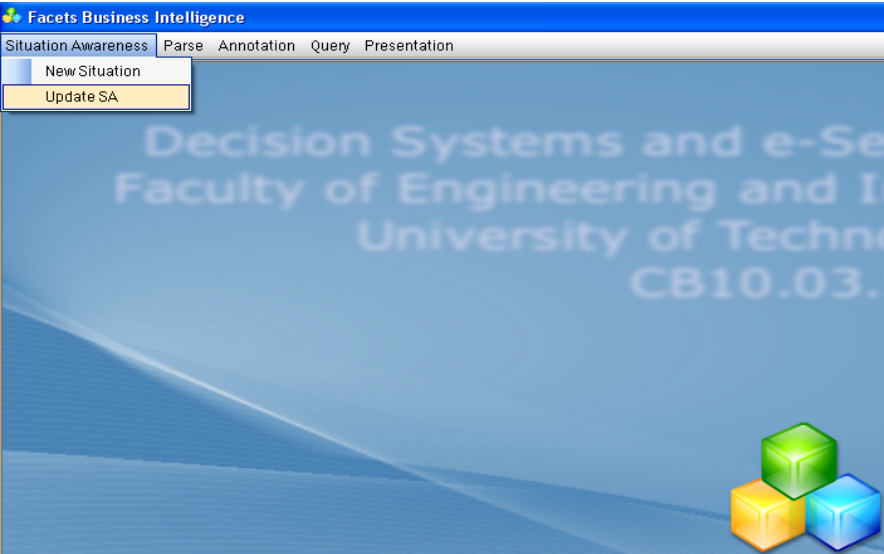 Facets Business Intelligence
Situation Awareness Parse Annotation Query Presentation
New Situation
Update SA
Decision Systems and e-Se
Faculty of Engineering and I
University of Techn
CB10.03.